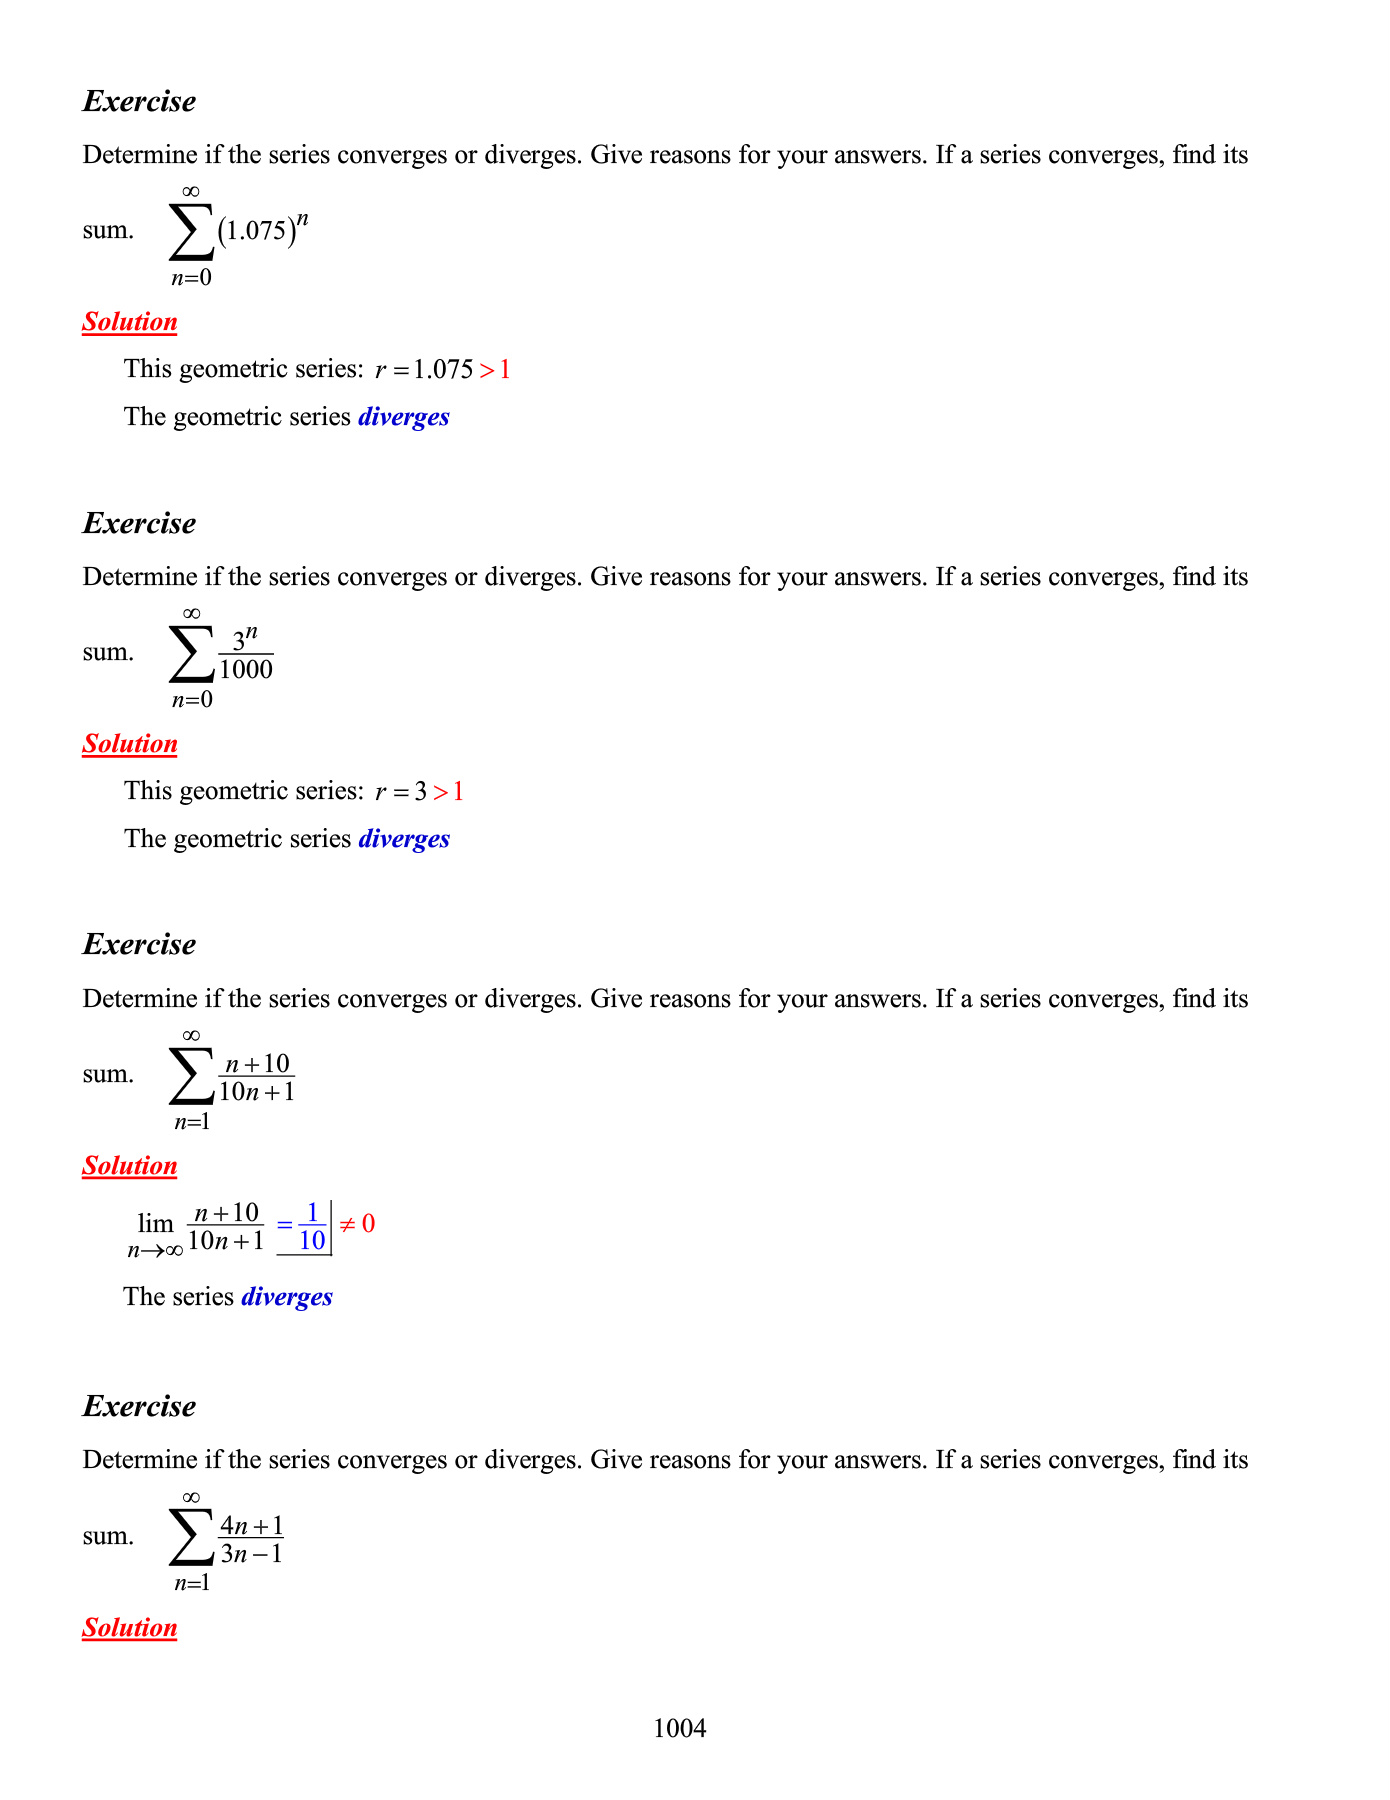 Exercise
Determine if the series converges or diverges. Give reasons for your answers. If a series converges, find its
sum. $\sum_{n=0}^{\infty} (1.075)^n$
Solution
This geometric series: $r = 1.075 > 1$
The geometric series diverges
Exercise
Determine if the series converges or diverges. Give reasons for your answers. If a series converges, find its
sum. $\sum_{n=0}^{\infty} \frac{3^n}{1000}$
Solution
This geometric series: $r = 3 > 1$
The geometric series diverges
Exercise
Determine if the series converges or diverges. Give reasons for your answers. If a series converges, find its
sum. $\sum_{n=1}^{\infty} \frac{n+10}{10n+1}$
Solution
$\lim_{n \to \infty} \frac{n+10}{10n+1} = \frac{1}{10} \neq 0$
The series diverges
Exercise
Determine if the series converges or diverges. Give reasons for your answers. If a series converges, find its
sum. $\sum_{n=1}^{\infty} \frac{4n+1}{3n-1}$
Solution
1004